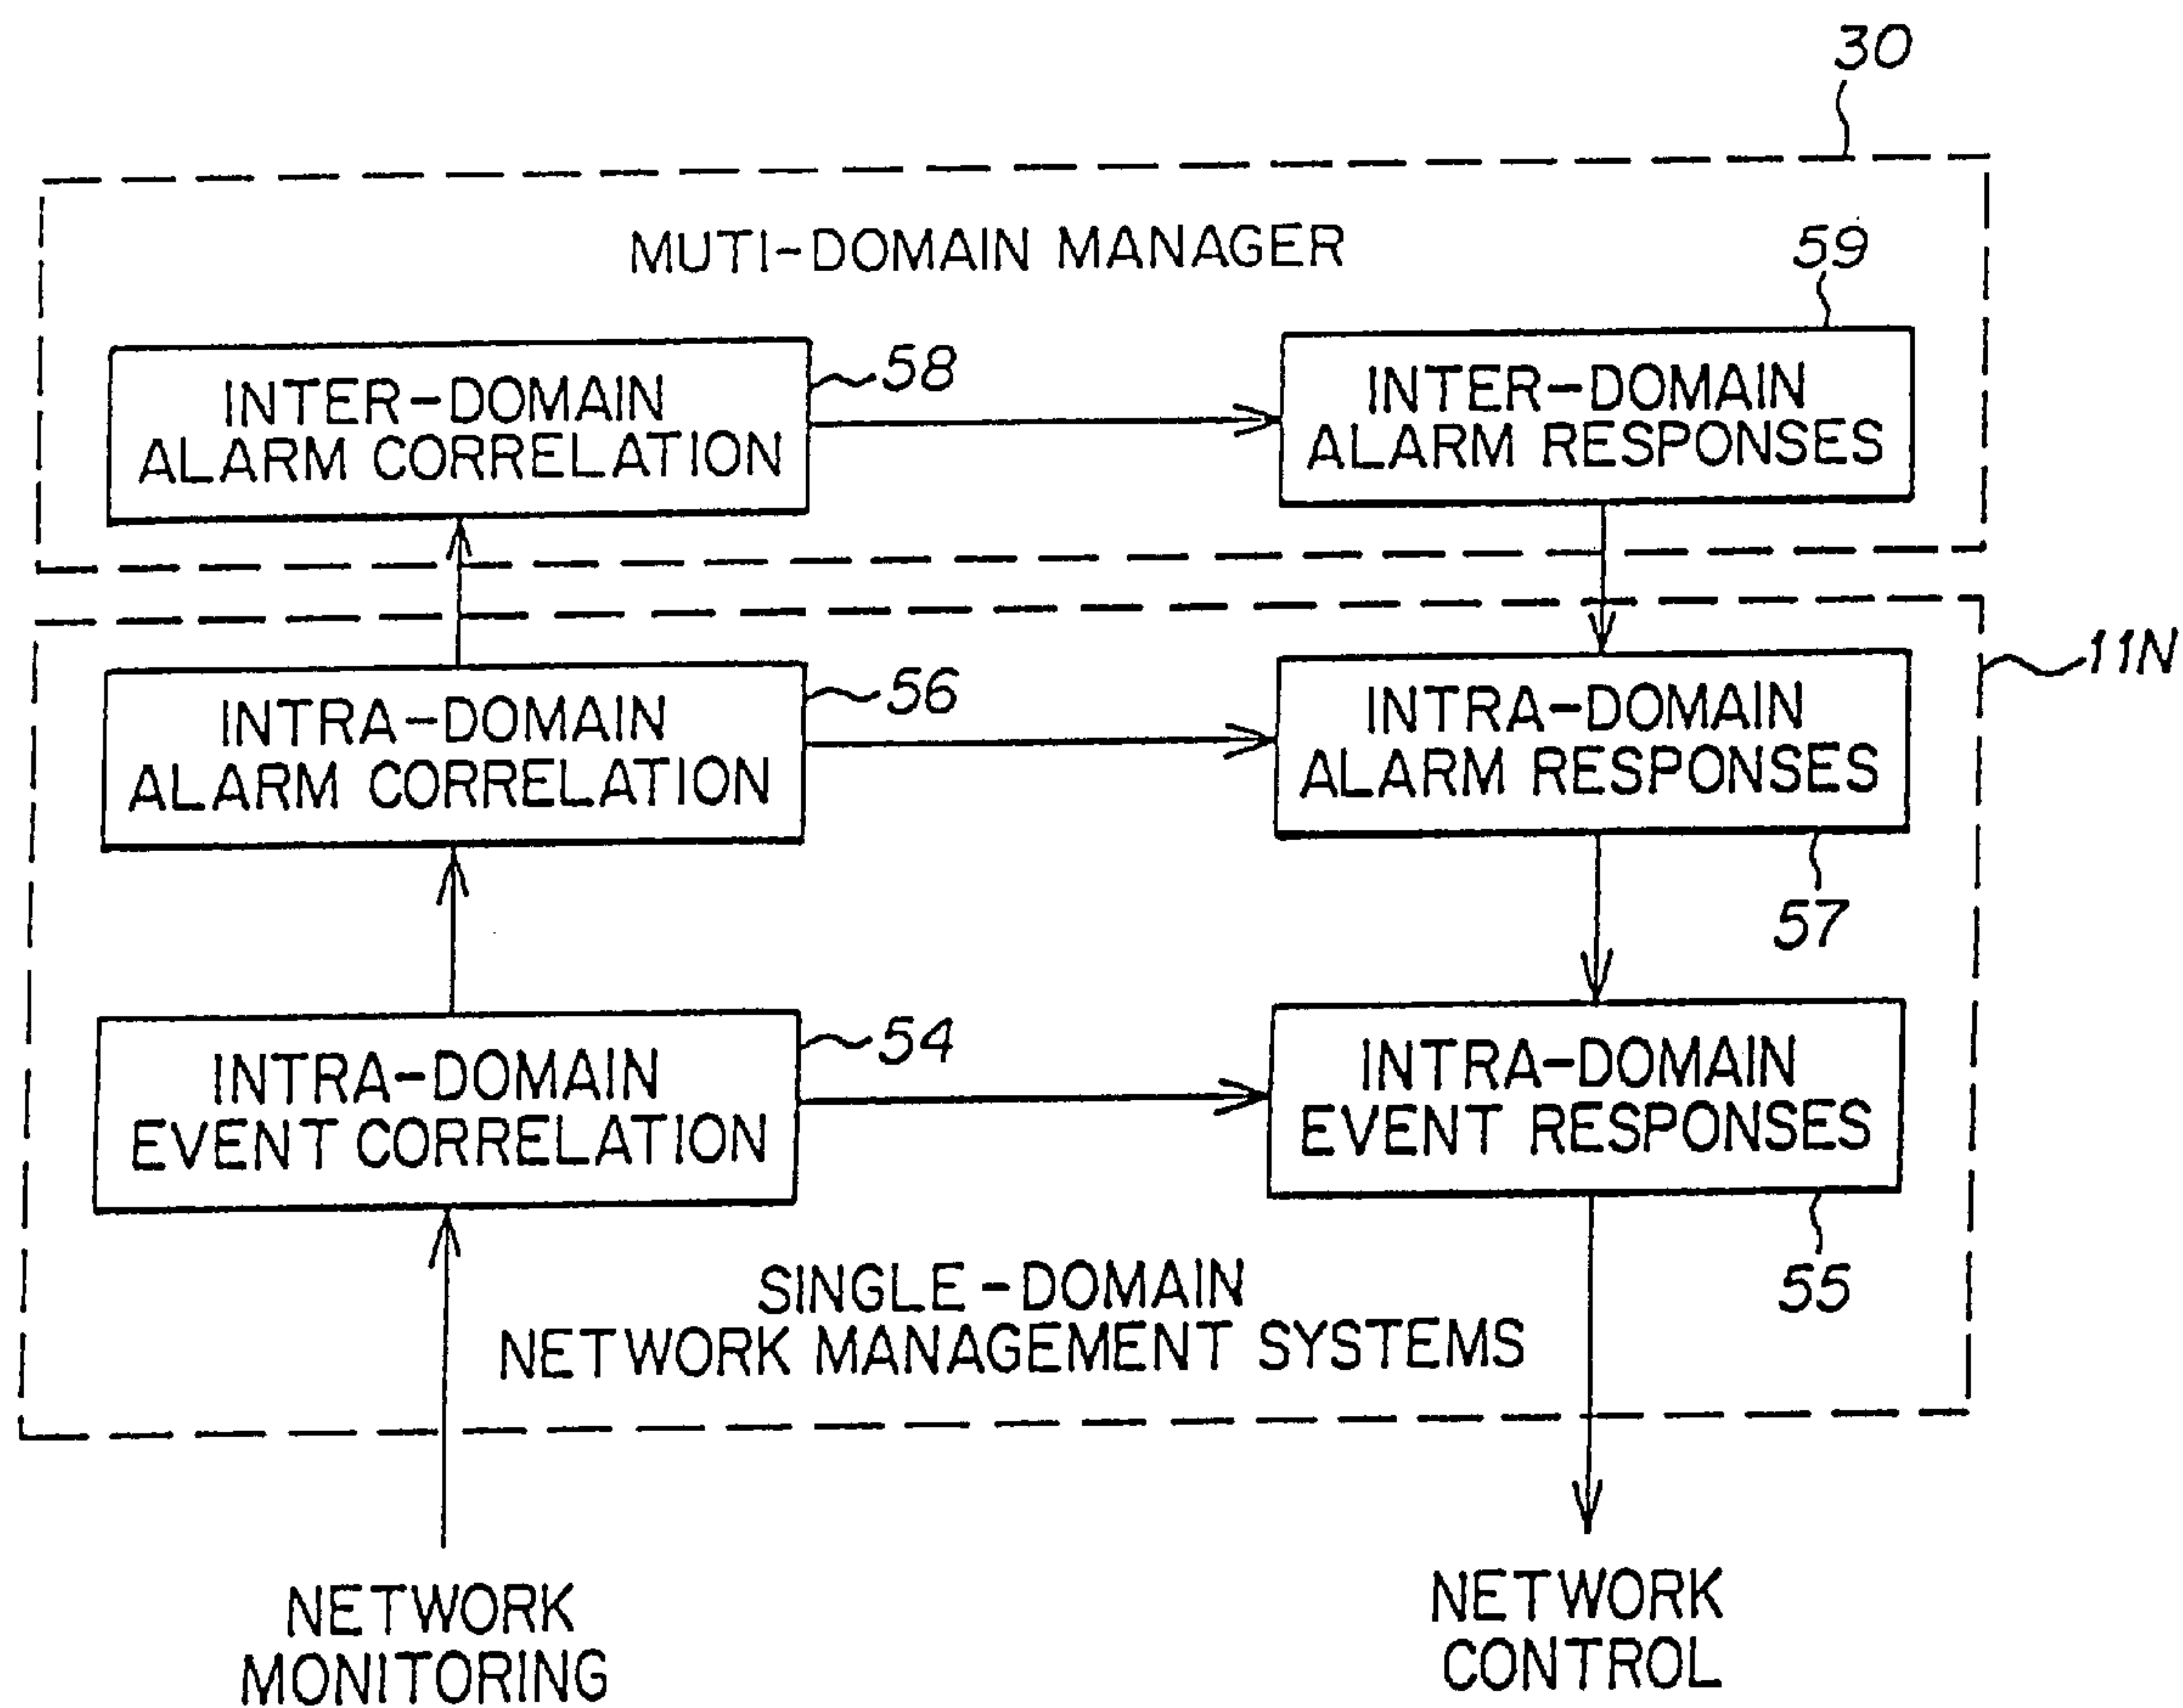 30
MUTI-DOMAIN MANAGER
59
58
INTER-DOMAIN
ALARM CORRELATION
INTER-DOMAIN
ALARM RESPONSES
11N
56
INTRA-DOMAIN
ALARM CORRELATION
INTRA-DOMAIN
ALARM RESPONSES
57
54
INTRA-DOMAIN
EVENT CORRELATION
INTRA-DOMAIN
EVENT RESPONSES
55
SINGLE-DOMAIN
NETWORK MANAGEMENT SYSTEMS
NETWORK
MONITORING
NETWORK
CONTROL